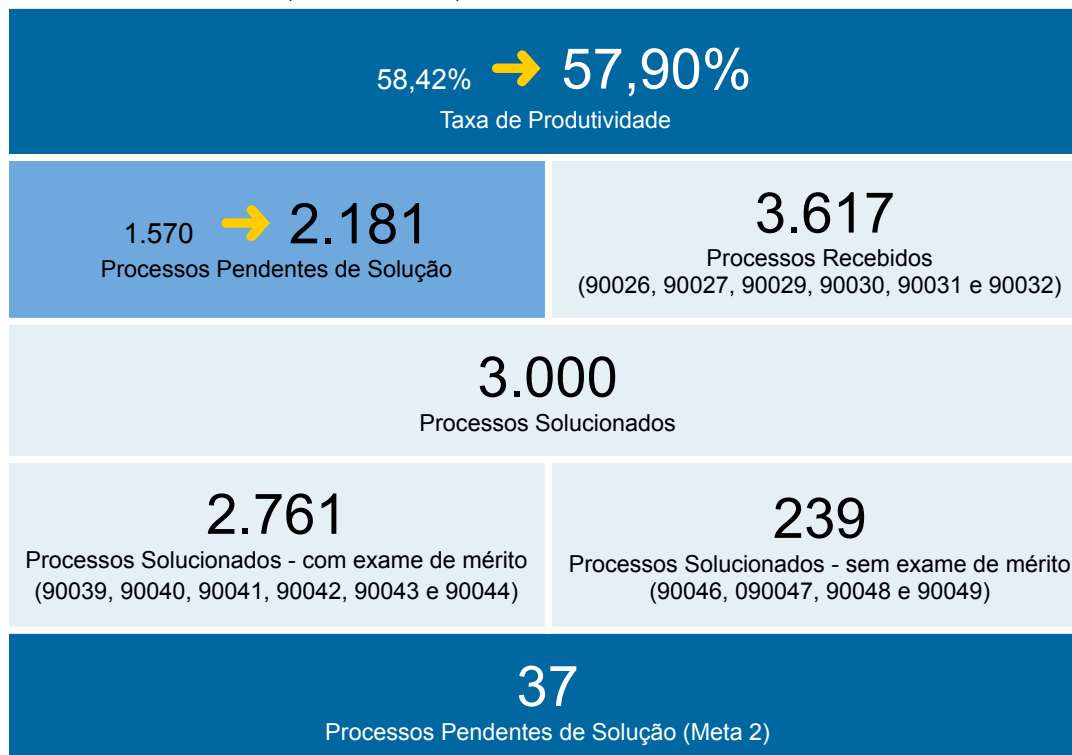 58,42% ➔ 57,90%
Taxa de Produtividade
1.570 ➔ 2.181
Processos Pendentes de Solução
3.617
Processos Recebidos
(90026, 90027, 90029, 90030, 90031 e 90032)
3.000
Processos Solucionados
2.761
Processos Solucionados - com exame de mérito
(90039, 90040, 90041, 90042, 90043 e 90044)
239
Processos Solucionados - sem exame de mérito
(90046, 090047, 90048 e 90049)
37
Processos Pendentes de Solução (Meta 2)